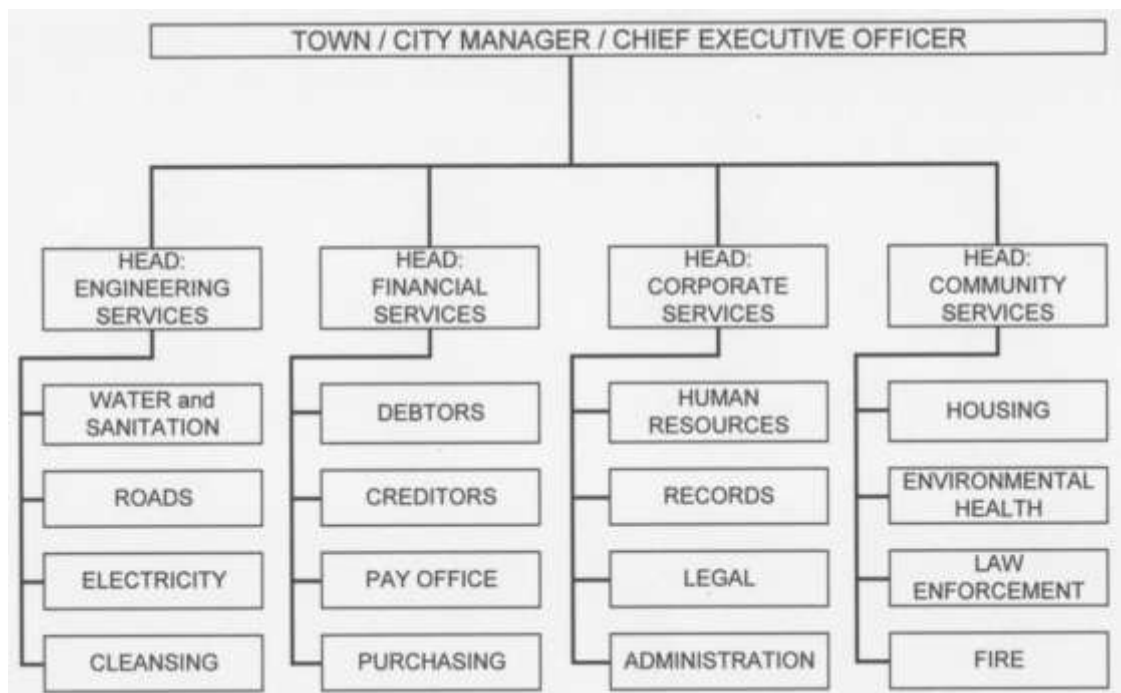 TOWN / CITY MANAGER / CHIEF EXECUTIVE OFFICER
HEAD:
ENGINEERING
SERVICES
WATER and
SANITATION
ROADS
ELECTRICITY
CLEANSING
HEAD:
FINANCIAL
SERVICES
DEBTORS
CREDITORS
PAY OFFICE
PURCHASING
HEAD:
CORPORATE
SERVICES
HUMAN
RESOURCES
RECORDS
LEGAL
ADMINISTRATION
HEAD:
COMMUNITY
SERVICES
HOUSING
ENVIRONMENTAL
HEALTH
LAW
ENFORCEMENT
FIRE